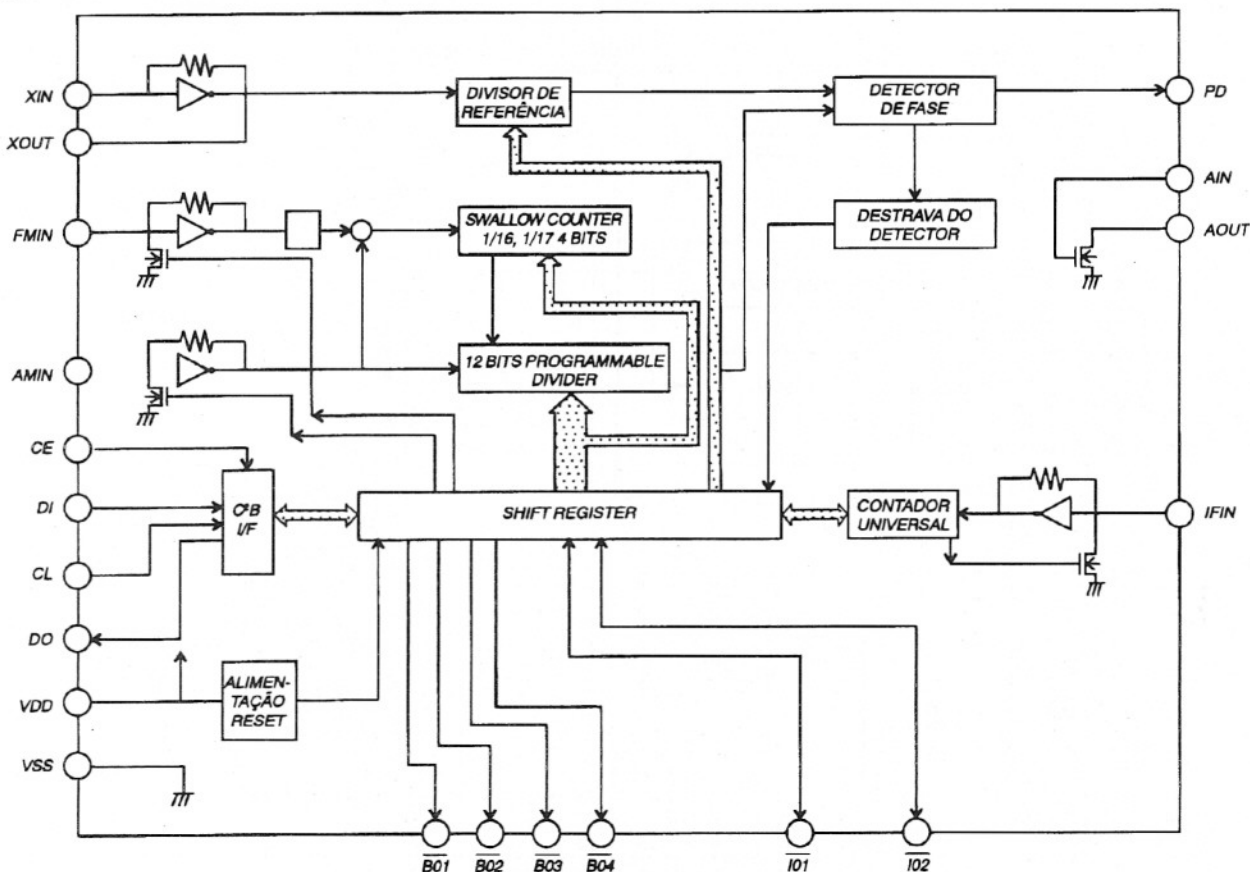 XIN
XOUT
FMIN
AMIN
CE
DI
CL
DO
VDD
VSS
DIVISOR DE
REFERÊNCIA
DETECTOR
DE FASE
DESTRAVA DO
DETECTOR
SWALLOW COUNTER
1/16, 1/17 4 BITS
12 BITS PROGRAMMABLE
DIVIDER
C²B
I/F
SHIFT REGISTER
CONTADOR
UNIVERSAL
ALIMEN-
TAÇÃO
RESET
PD
AIN
AOUT
IFIN
B01
B02
B03
B04
I01
I02